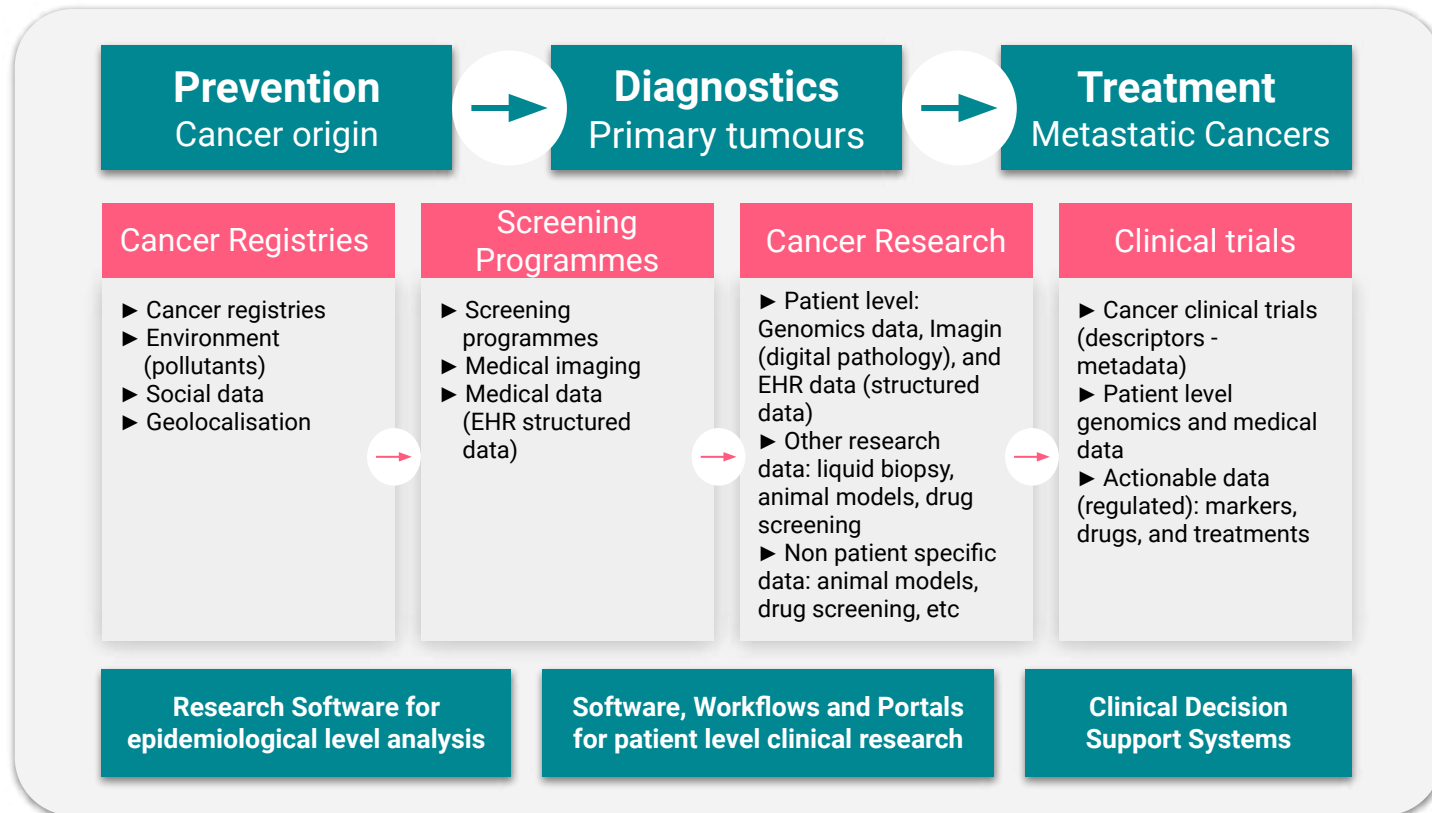 Prevention
Cancer origin
Diagnostics
Primary tumours
Treatment
Metastatic Cancers
Cancer Registries
► Cancer registries
► Environment
(pollutants)
► Social data
► Geolocalisation
Screening
Programmes
► Screening
programmes
► Medical imaging
► Medical data
(EHR structured
data)
Cancer Research
► Patient level:
Genomics data, Imagin
(digital pathology), and
EHR data (structured
data)
► Other research
data: liquid biopsy,
animal models, drug
screening
► Non patient specific
data: animal models,
drug screening, etc
Clinical trials
► Cancer clinical trials
(descriptors -
metadata)
► Patient level
genomics and medical
data
► Actionable data
(regulated): markers,
drugs, and treatments
Research Software for
epidemiological level analysis
Software, Workflows and Portals
for patient level clinical research
Clinical Decision
Support Systems